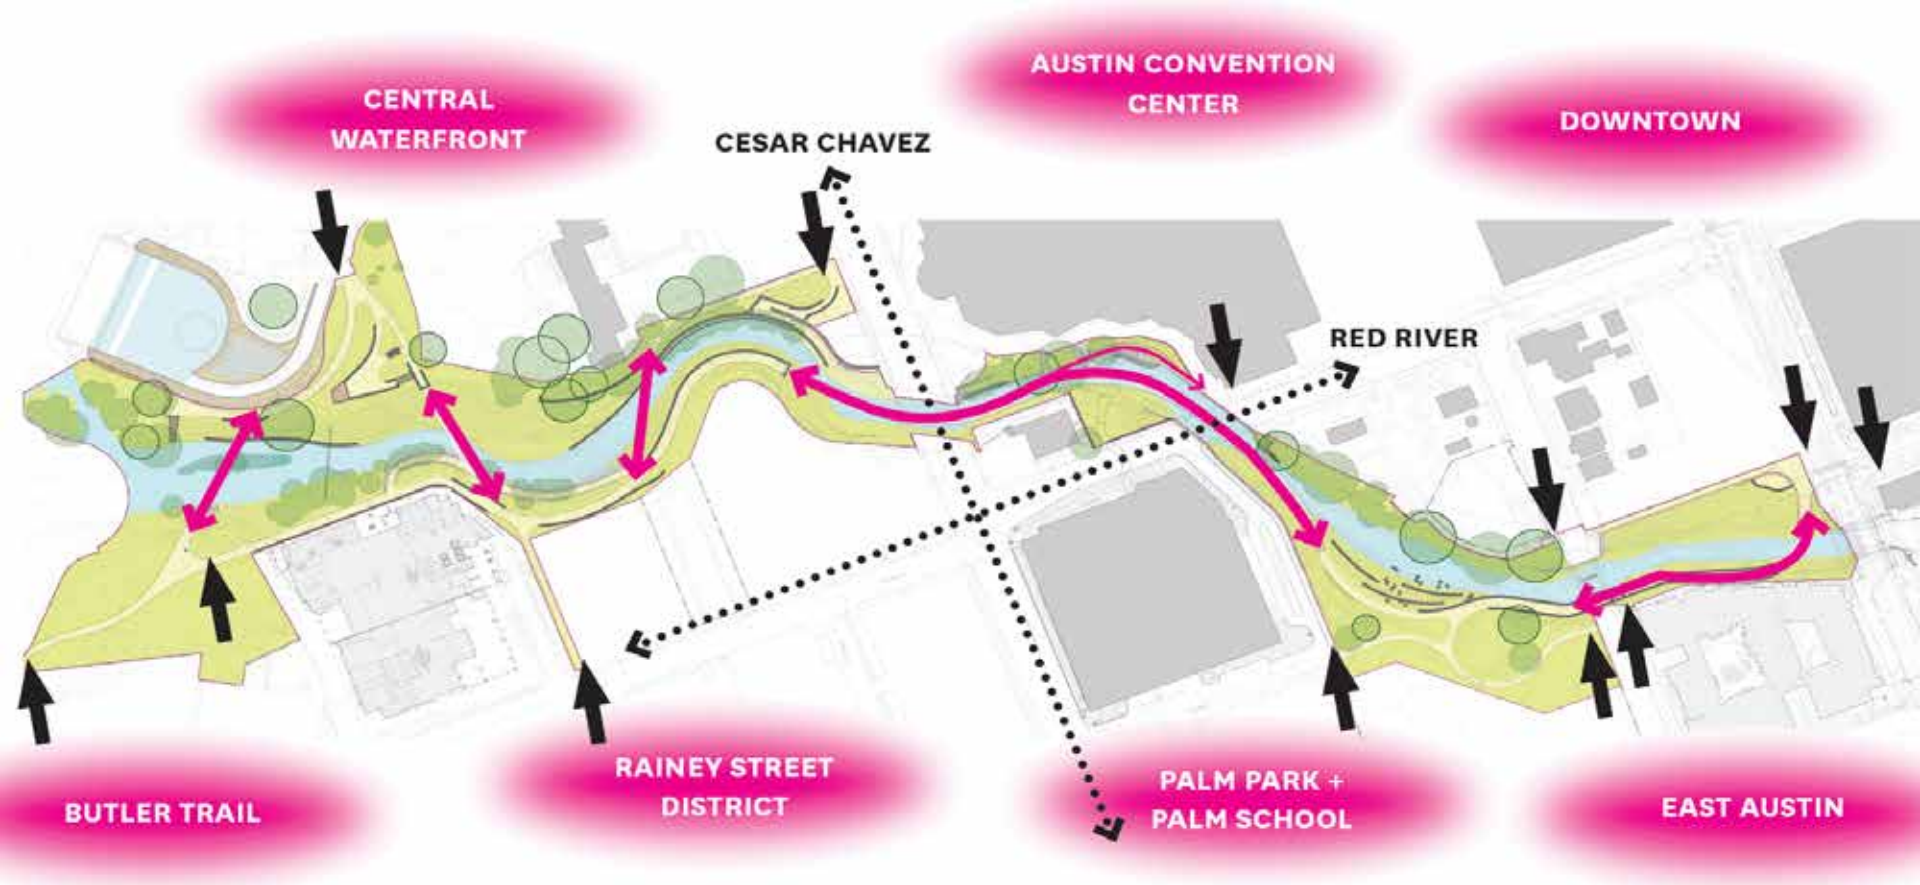 AUSTIN CONVENTION
CENTER
CENTRAL
WATERFRONT
DOWNTOWN
CESAR CHAVEZ
RED RIVER
RAINEY STREET
DISTRICT
PALM PARK +
PALM SCHOOL
BUTLER TRAIL
EAST AUSTIN